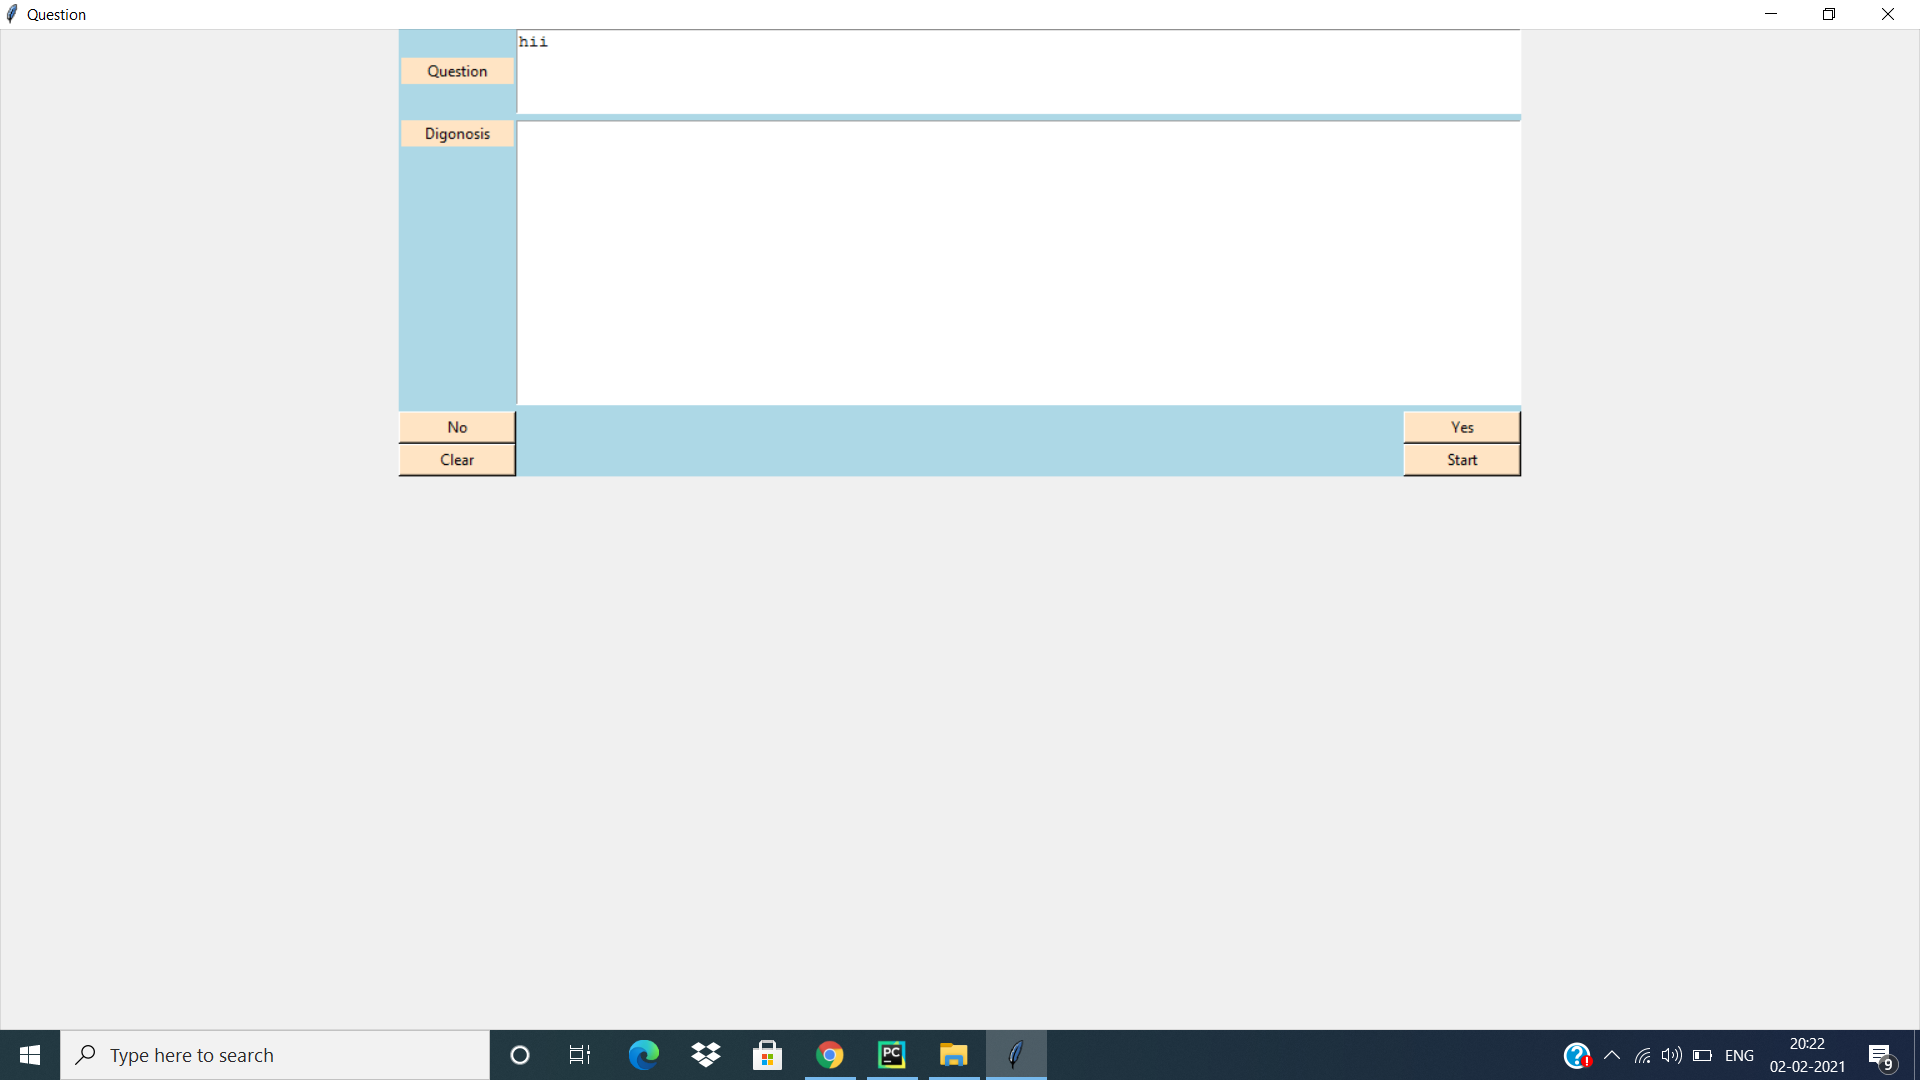 Question
hii
Question
Digonosis
No
Yes
Clear
Start
Type here to search
PC
ENG
20:22
02-02-2021
9